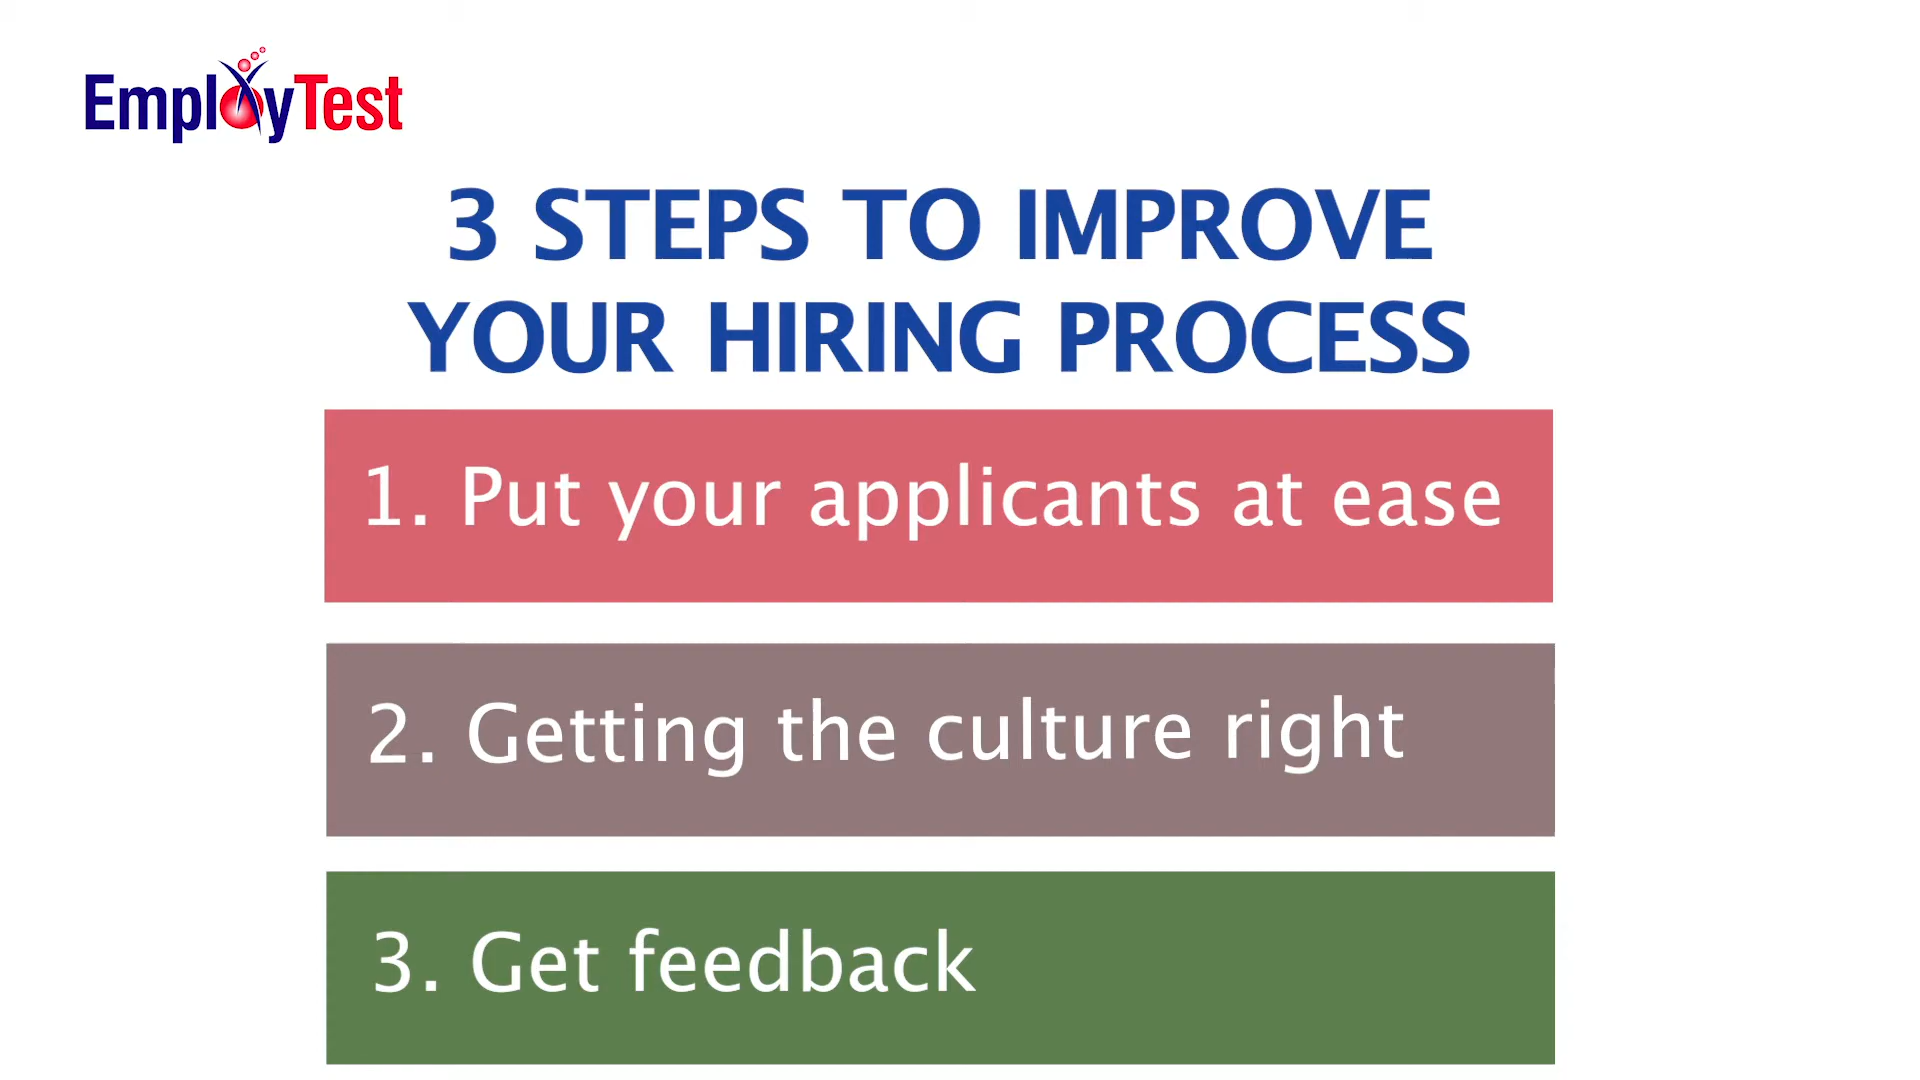 EmployTest
3 STEPS TO IMPROVE
YOUR HIRING PROCESS
1. Put your applicants at ease
2. Getting the culture right
3. Get feedback